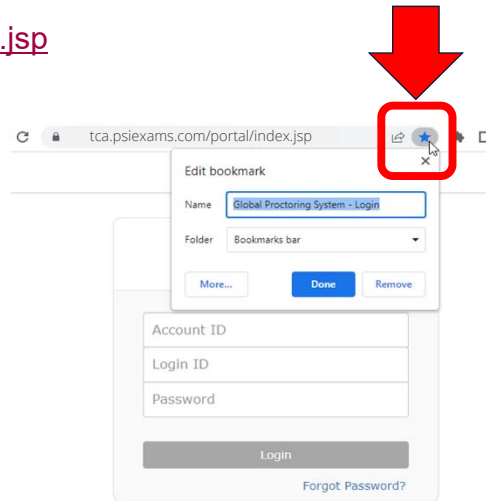 .jsp
tca.psiexams.com/portal/index.jsp
Edit bookmark
Name Global Proctoring System - Login
Folder Bookmarks bar
More... Done Remove
Account ID
Login ID
Password
Login
Forgot Password?